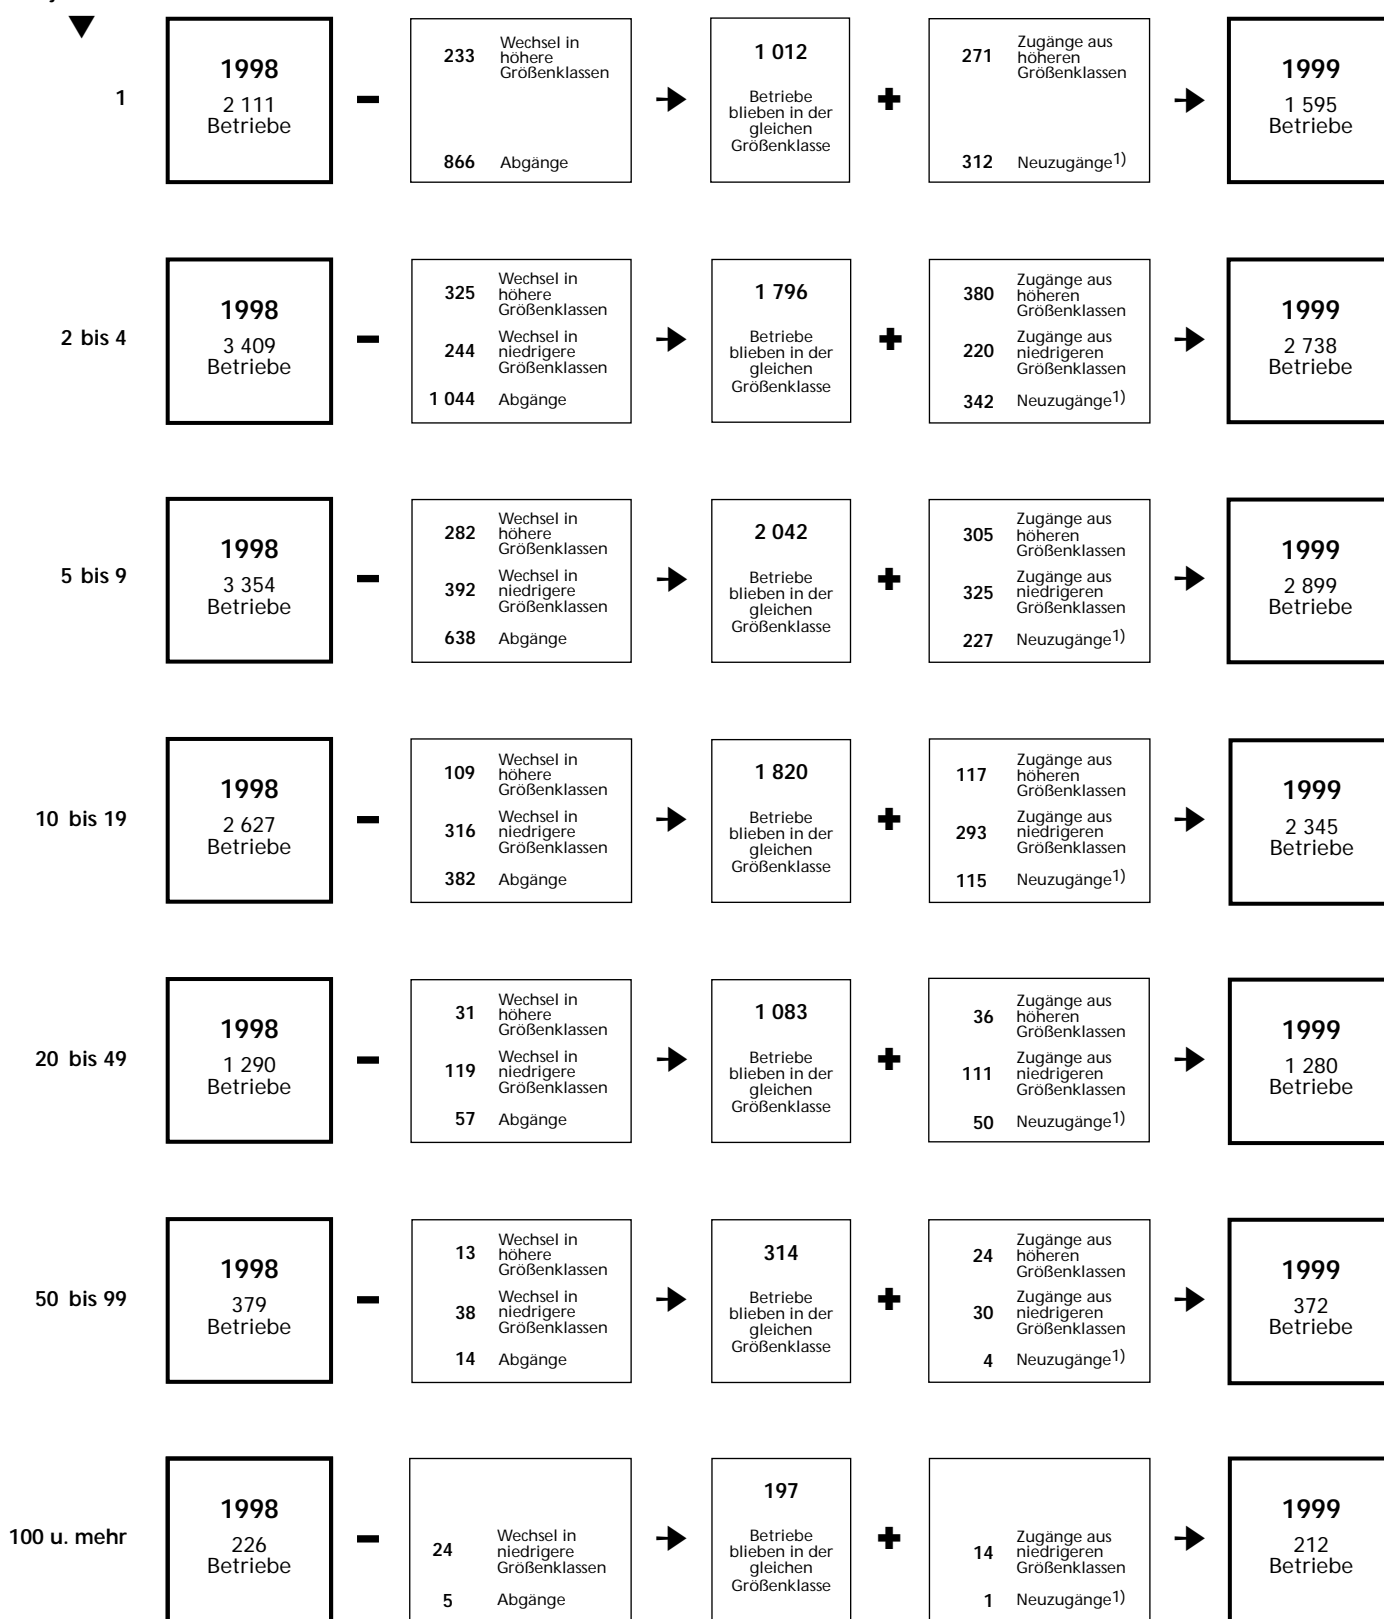 1
1998
2 111
Betriebe
233 Wechsel in
höhere
Größenklassen
866 Abgänge
1 012
Betriebe
blieben in der
gleichen
Größenklasse
271 Zugänge aus
höheren
Größenklassen
312 Neuzugänge1)
1999
1 595
Betriebe
2 bis 4
1998
3 409
Betriebe
325 Wechsel in
höhere
Größenklassen
244 Wechsel in
niedrigere
Größenklassen
1 044 Abgänge
1 796
Betriebe
blieben in der
gleichen
Größenklasse
380 Zugänge aus
höheren
Größenklassen
220 Zugänge aus
niedrigeren
Größenklassen
342 Neuzugänge1)
1999
2 738
Betriebe
5 bis 9
1998
3 354
Betriebe
282 Wechsel in
höhere
Größenklassen
392 Wechsel in
niedrigere
Größenklassen
638 Abgänge
2 042
Betriebe
blieben in der
gleichen
Größenklasse
305 Zugänge aus
höheren
Größenklassen
325 Zugänge aus
niedrigeren
Größenklassen
227 Neuzugänge1)
1999
2 899
Betriebe
10 bis 19
1998
2 627
Betriebe
109 Wechsel in
höhere
Größenklassen
316 Wechsel in
niedrigere
Größenklassen
382 Abgänge
1 820
Betriebe
blieben in der
gleichen
Größenklasse
117 Zugänge aus
höheren
Größenklassen
293 Zugänge aus
niedrigeren
Größenklassen
115 Neuzugänge1)
1999
2 345
Betriebe
20 bis 49
1998
1 290
Betriebe
31 Wechsel in
höhere
Größenklassen
119 Wechsel in
niedrigere
Größenklassen
57 Abgänge
1 083
Betriebe
blieben in der
gleichen
Größenklasse
36 Zugänge aus
höheren
Größenklassen
111 Zugänge aus
niedrigeren
Größenklassen
50 Neuzugänge1)
1999
1 280
Betriebe
50 bis 99
1998
379
Betriebe
13 Wechsel in
höhere
Größenklassen
38 Wechsel in
niedrigere
Größenklassen
14 Abgänge
314
Betriebe
blieben in der
gleichen
Größenklasse
24 Zugänge aus
höheren
Größenklassen
30 Zugänge aus
niedrigeren
Größenklassen
4 Neuzugänge1)
1999
372
Betriebe
100 u. mehr
1998
226
Betriebe
24 Wechsel in
niedrigere
Größenklassen
5 Abgänge
197
Betriebe
blieben in der
gleichen
Größenklasse
14 Zugänge aus
niedrigeren
Größenklassen
1 Neuzugänge1)
1999
212
Betriebe